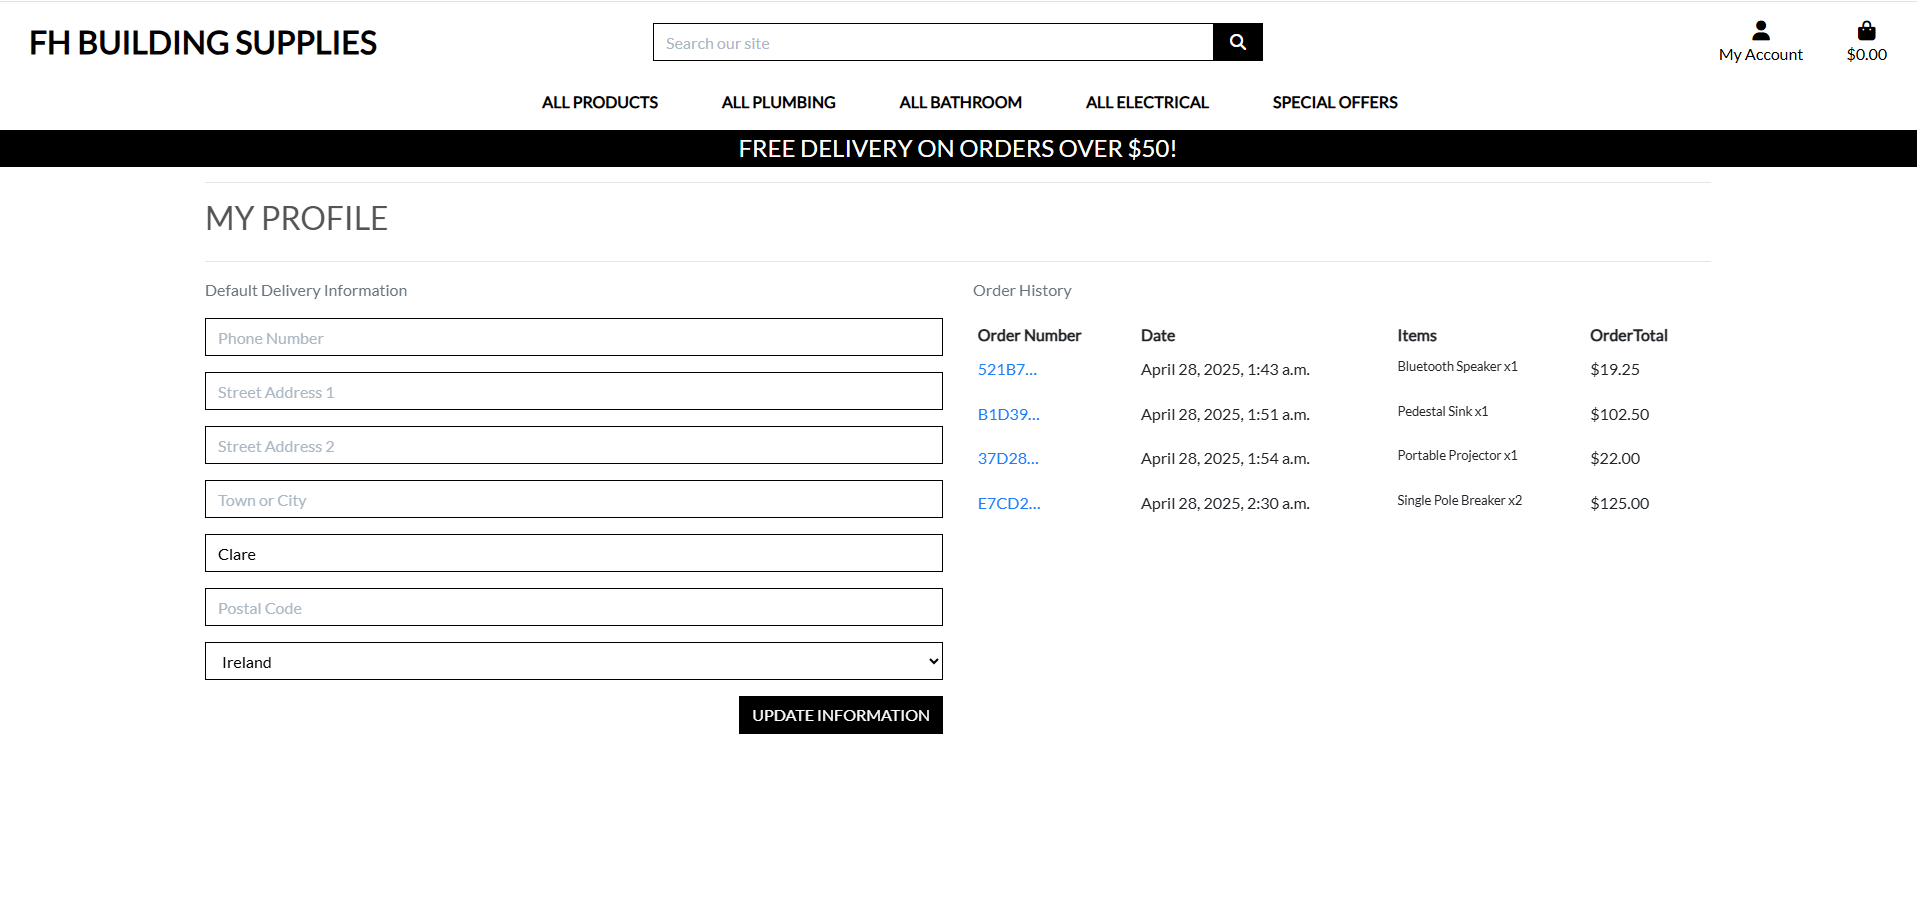 FH BUILDING SUPPLIES
Search our site
My Account
$0.00
ALL PRODUCTS ALL PLUMBING ALL BATHROOM ALL ELECTRICAL SPECIAL OFFERS
FREE DELIVERY ON ORDERS OVER $50!
MY PROFILE
Default Delivery Information
Phone Number
Street Address 1
Street Address 2
Town or City
Clare
Postal Code
Ireland
UPDATE INFORMATION
Order History
Order Number Date Items OrderTotal
521B7... April 28, 2025, 1:43 a.m. Bluetooth Speaker x1 $19.25
B1D39... April 28, 2025, 1:51 a.m. Pedestal Sink x1 $102.50
37D28... April 28, 2025, 1:54 a.m. Portable Projector x1 $22.00
E7CD2... April 28, 2025, 2:30 a.m. Single Pole Breaker x2 $125.00